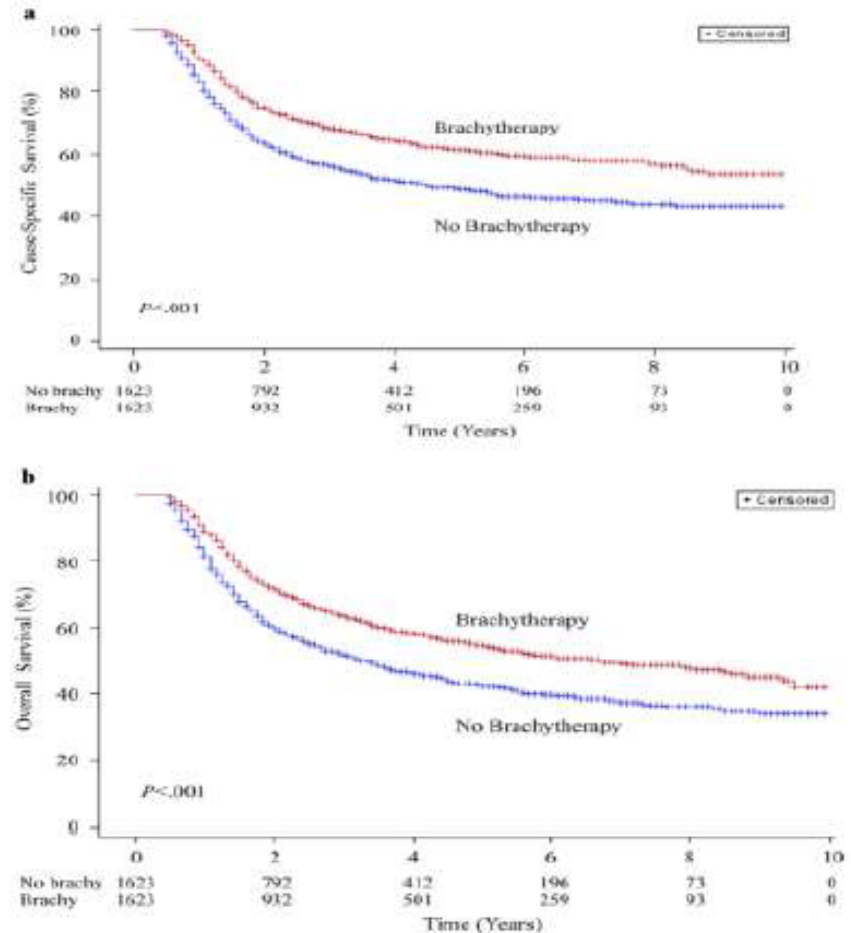 a
100
- Censored
80
Brachytherapy
60
40
No Brachytherapy
20
P<.001
0
Cause-Specific Survival (%)
0 2 4 6 8 10
No brachy 1623 792 412 196 73 0
Brachy 1623 932 501 259 93 0
Time (Years)
b
100
+ Censored
80
Brachytherapy
60
40
No Brachytherapy
20
P<.001
0
Overall Survival (%)
0 2 4 6 8 10
No brachy 1623 792 412 196 73 0
Brachy 1623 932 501 259 93 0
Time (Years)